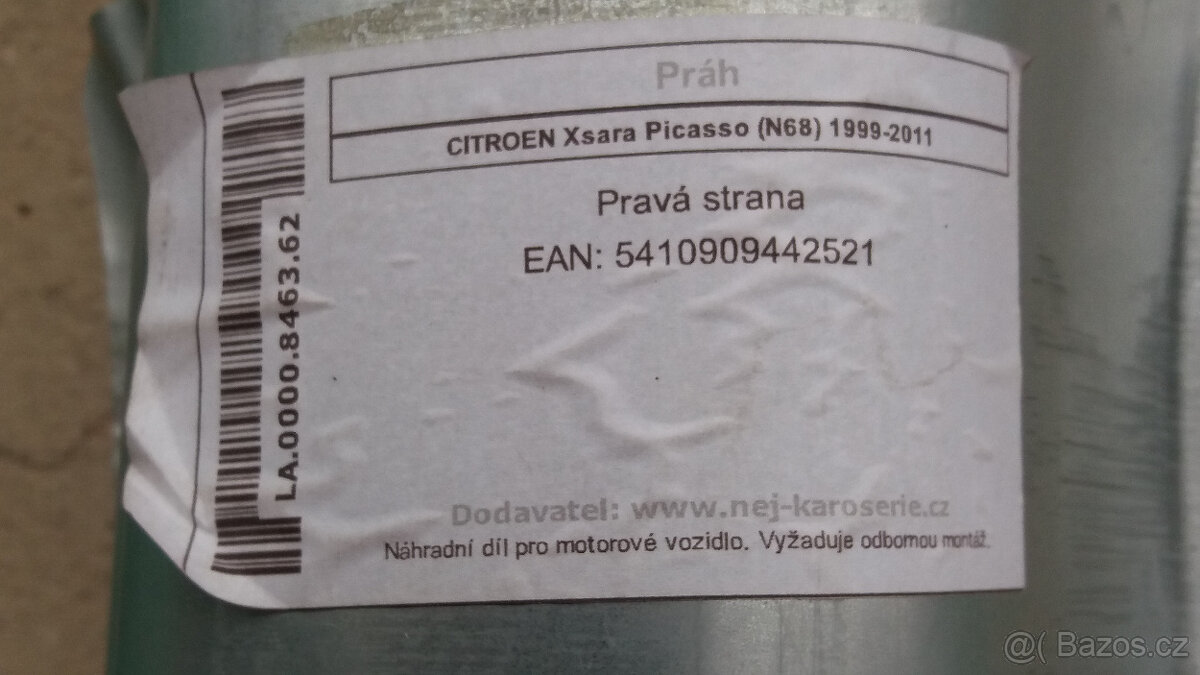 Práh
CITROEN Xsara Picasso (N68) 1999-2011
Pravá strana
EAN: 5410909442521
LA.0000.8463.62
Dodavatel: www.nej-karoserie.cz
Náhradní díl pro motorové vozidlo. Vyžaduje odbornou montáž.
@( Bazos.cz